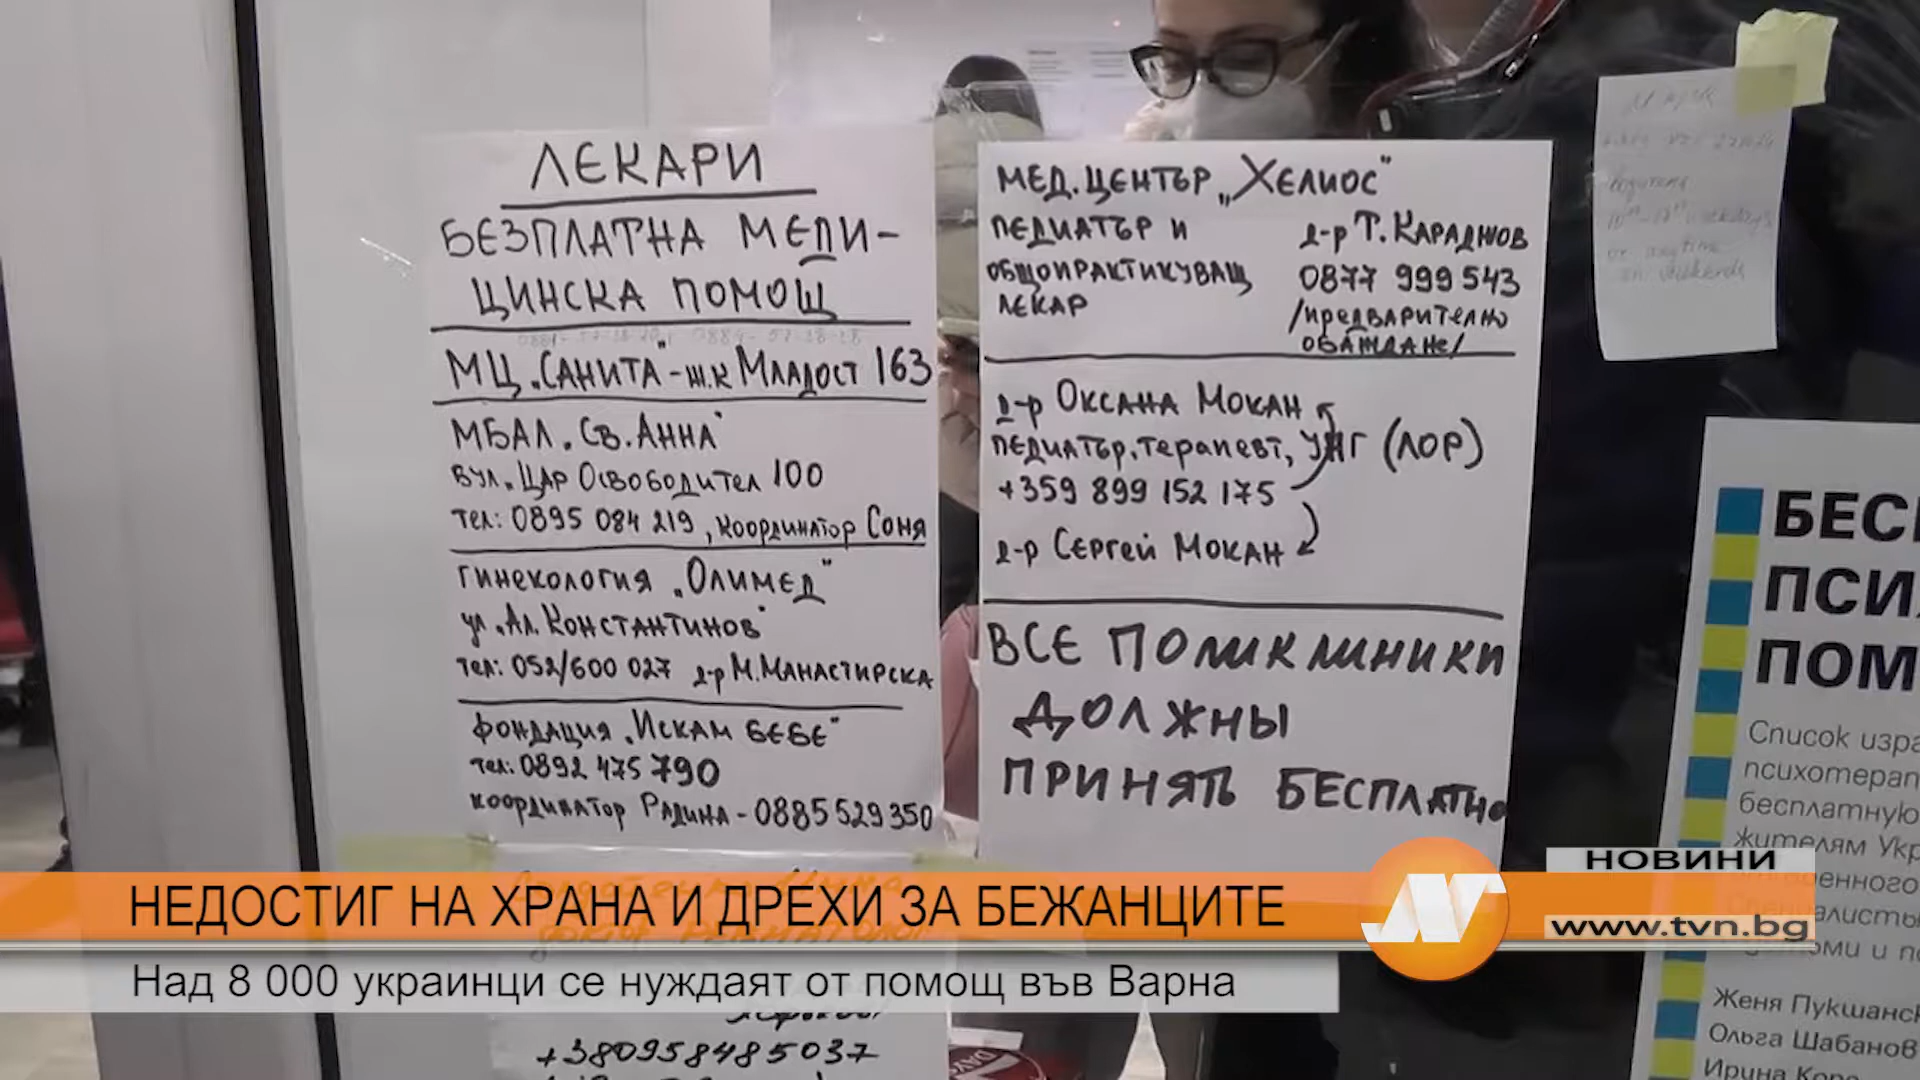 ЛЕКАРИ
БЕЗПЛАТНА МЕДИ-
ЦИНСКА ПОМОЩ
МЦ „САНИТА" - ж.к МЛАДОСТ 163
МБАЛ „СВ. АННА"
БУЛ. „ЦАР ОСВОБОДИТЕЛ 100
тел: 0895 084 219, координатор Соня
гинекология „ОЛИМЕД"
ул. „Ал. Константинов"
тел: 052/600 027 д-р М. МАНАСТИРСКА
фондация „Искам бебе"
тел: 0892 475 790
координатор Радина - 0885529350
МЕД. ЦЕНТЪР „ХЕЛИОС"
ПЕДИАТЪР И
ОБЩОПРАКТИКУВАЩ
ЛЕКАР
д-р Т. КАРАДЖОВ
0877 999 543
/предварително
обаждане/
д-р ОКСАНА МОКАН
ПЕДИАТЪР, терапевт, УНГ (ЛОР)
+359 899 152 175
д-р СЕРГЕЙ МОКАН
ВСЕ ПОЛИКЛИНИКИ
ДОЛЖНЫ
ПРИНЯТЬ БЕСПЛАТНО
+380958485037
БЕС
ПСИ
ПОМ
Список изра
психотерап
бесплатную
жителям Укр
Женя Пукшанск
Ольга Шабанов
Ирина
НЕДОСТИГ НА ХРАНА И ДРЕХИ ЗА БЕЖАНЦИТЕ
Над 8 000 украинци се нуждаят от помощ във Варна
НОВИНИ
www.tvn.bg